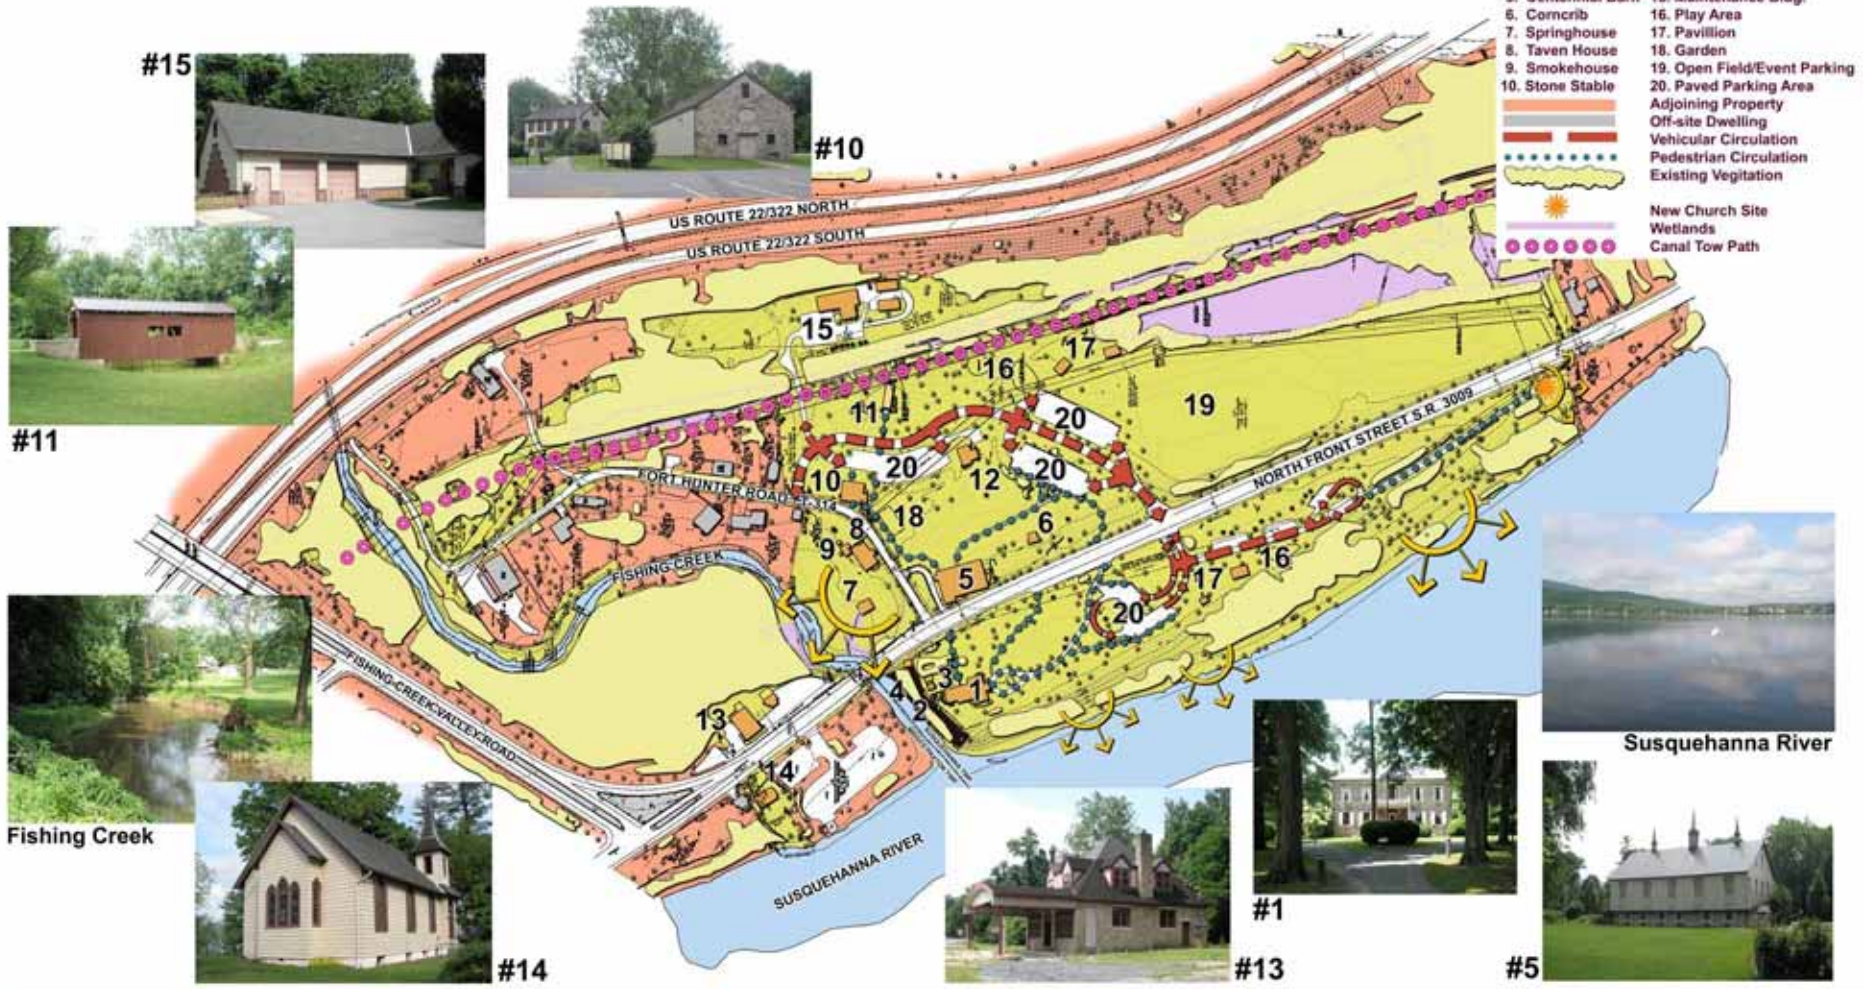 #15
#10
#11
6. Corncrib
7. Springhouse
8. Taven House
9. Smokehouse
10. Stone Stable
16. Play Area
17. Pavillion
18. Garden
19. Open Field/Event Parking
20. Paved Parking Area
Adjoining Property
Off-site Dwelling
Vehicular Circulation
Pedestrian Circulation
Existing Vegitation
New Church Site
Wetlands
Canal Tow Path
US ROUTE 22/322 NORTH
US ROUTE 22/322 SOUTH
15
16
17
11
20
19
10
20
12
20
NORTH FRONT STREET S.R. 3009
FORT HUNTER ROAD
18
8
6
9
FISHING CREEK
7
5
17
16
20
3
1
4
2
13
14
FISHING CREEK VALLEY ROAD
SUSQUEHANNA RIVER
Fishing Creek
#14
#13
#1
Susquehanna River
#5